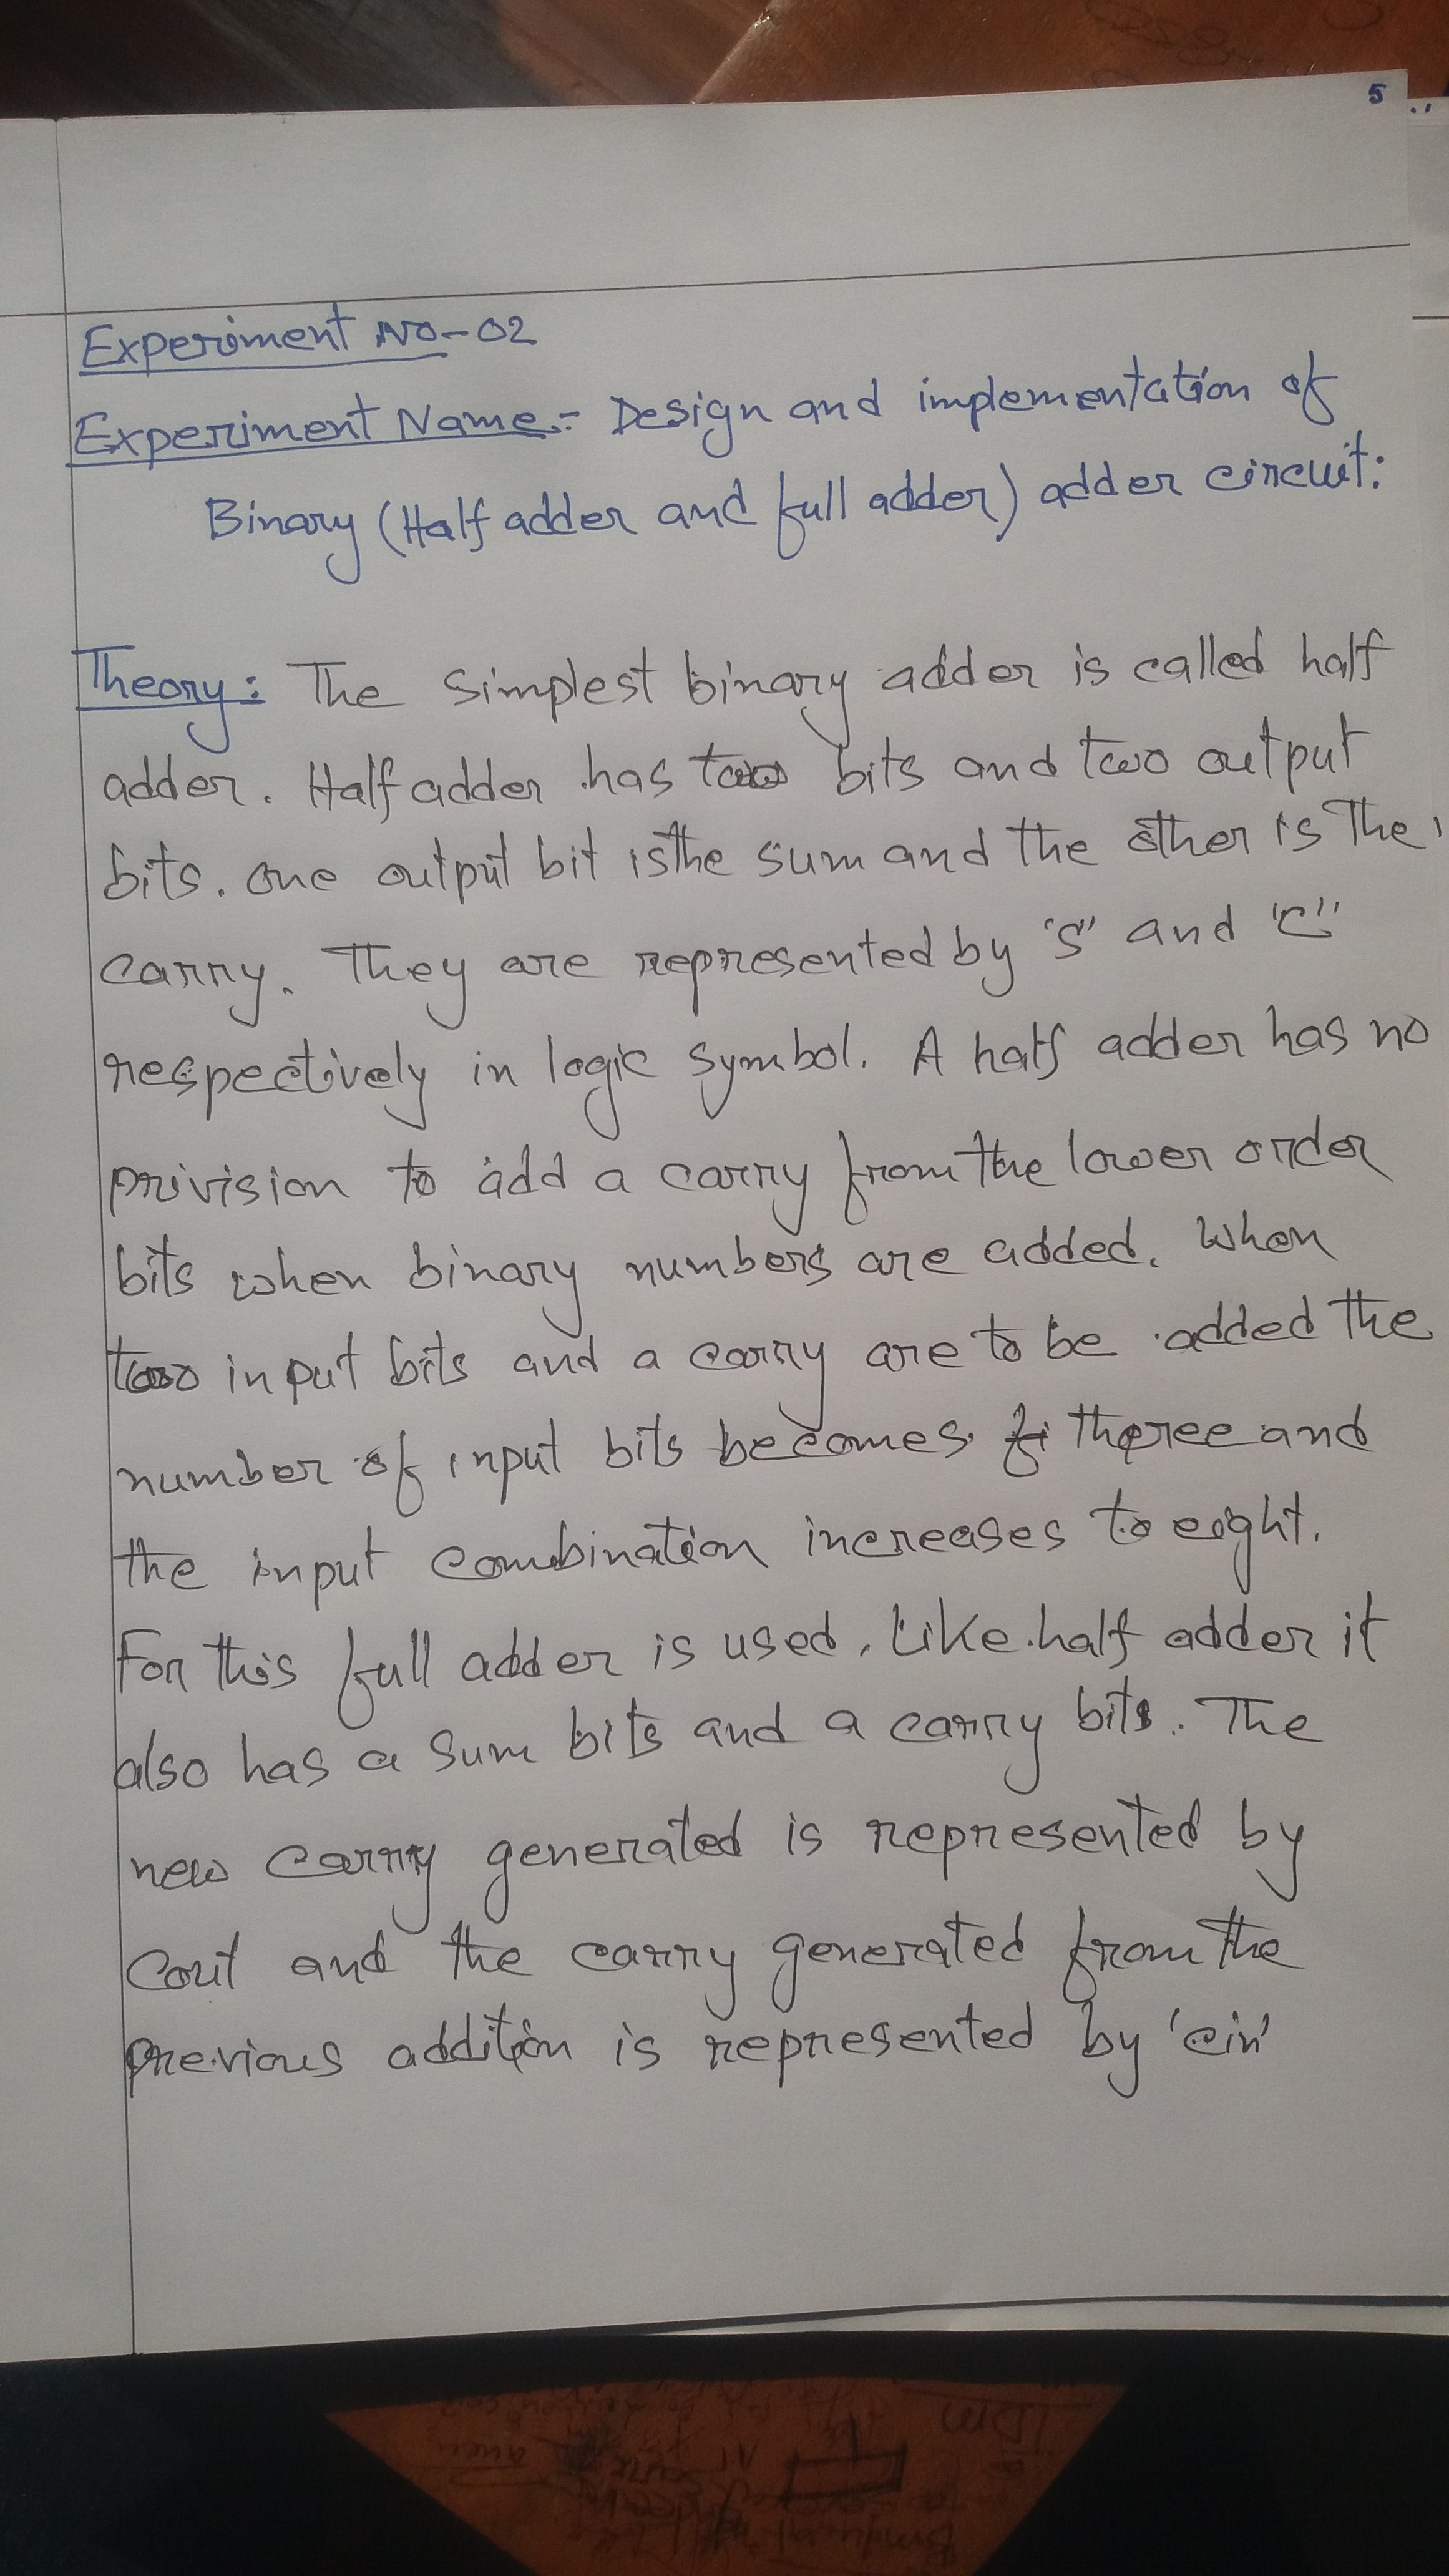 5
Experiment No-02
Experiment Name:- Design and implementation of
Binary (Half adder and full adder) adder circuit:
Theory: The simplest binary adder is called half
adder. Half adder has two bits and two output
bits. one output bit is the sum and the other is the
carry. They are represented by 'S' and 'C''
respectively in logic symbol. A half adder has no
privision to add a carry from the lower order
bits when binary numbers are added. When
two input bits and a carry are to be added the
number of input bits becomes three and
the input combination increases to eight.
For this full adder is used, Like half adder it
also has a sum bits and a carry bits. The
new carry generated is represented by
Cout and the carry generated from the
previous addition is represented by 'cin'